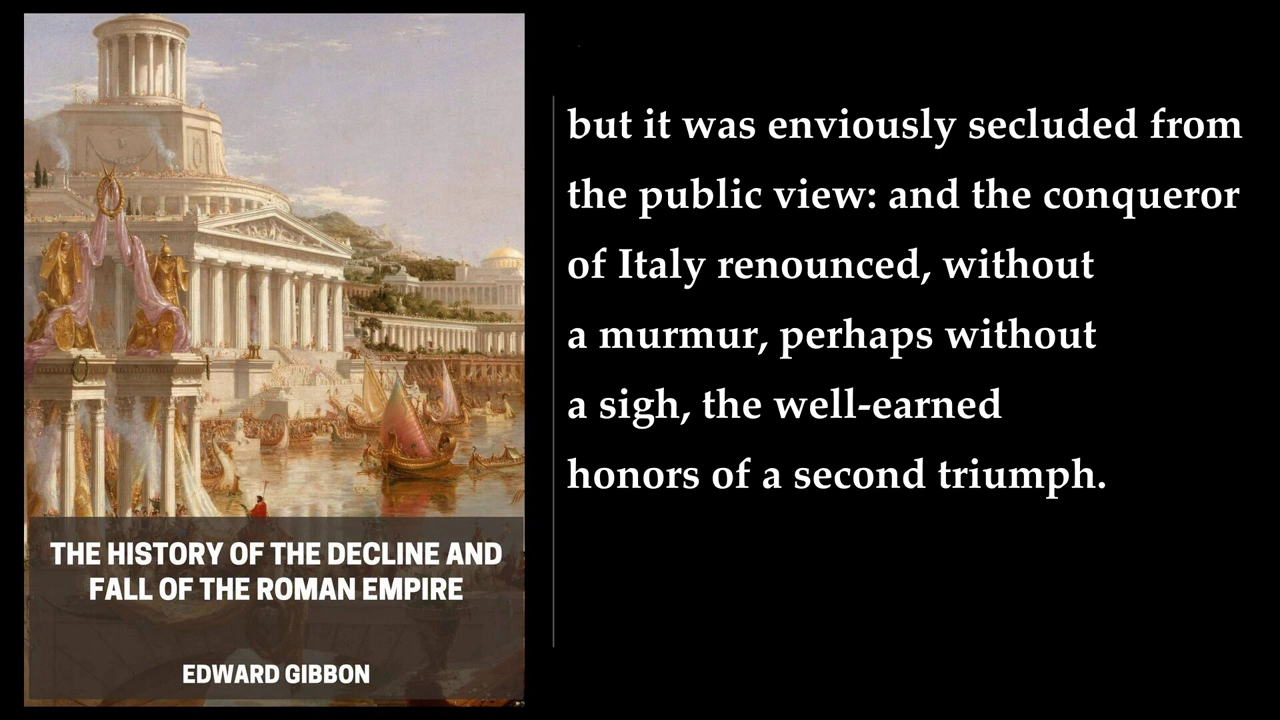 but it was enviously secluded from
the public view: and the conqueror
of Italy renounced, without
a murmur, perhaps without
a sigh, the well-earned
honors of a second triumph.
THE HISTORY OF THE DECLINE AND
FALL OF THE ROMAN EMPIRE
EDWARD GIBBON